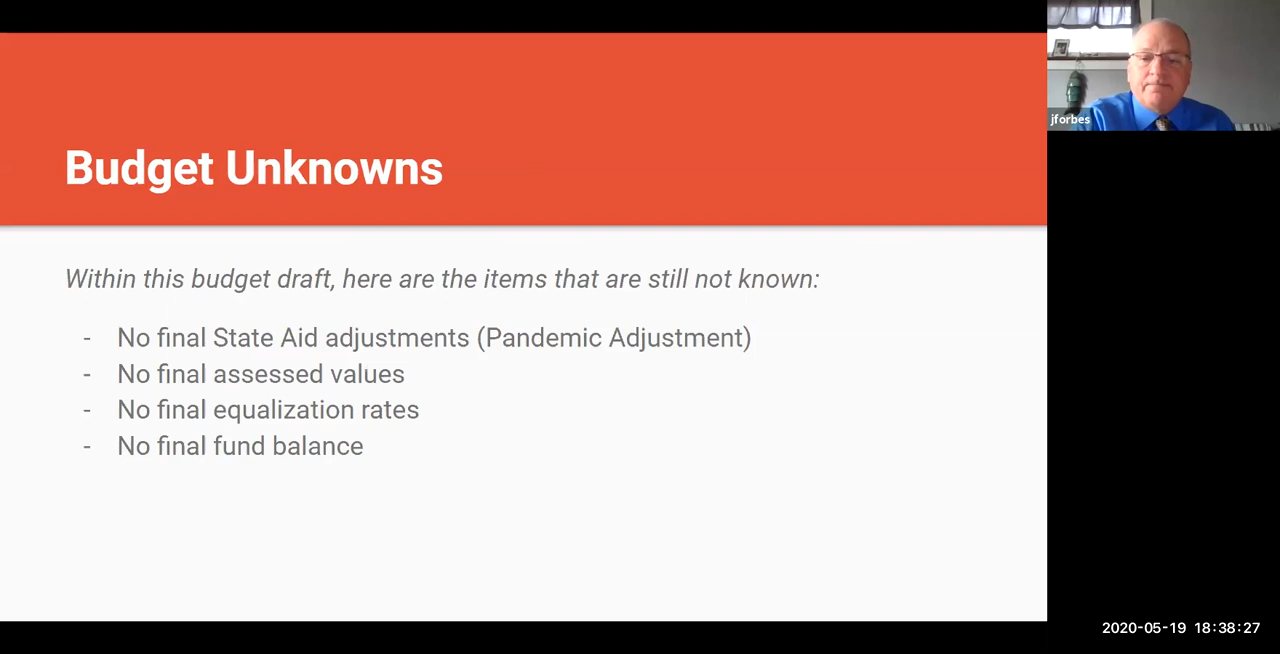 jforbes
Budget Unknowns
Within this budget draft, here are the items that are still not known:
- No final State Aid adjustments (Pandemic Adjustment)
- No final assessed values
- No final equalization rates
- No final fund balance
2020-05-19 18:38:27